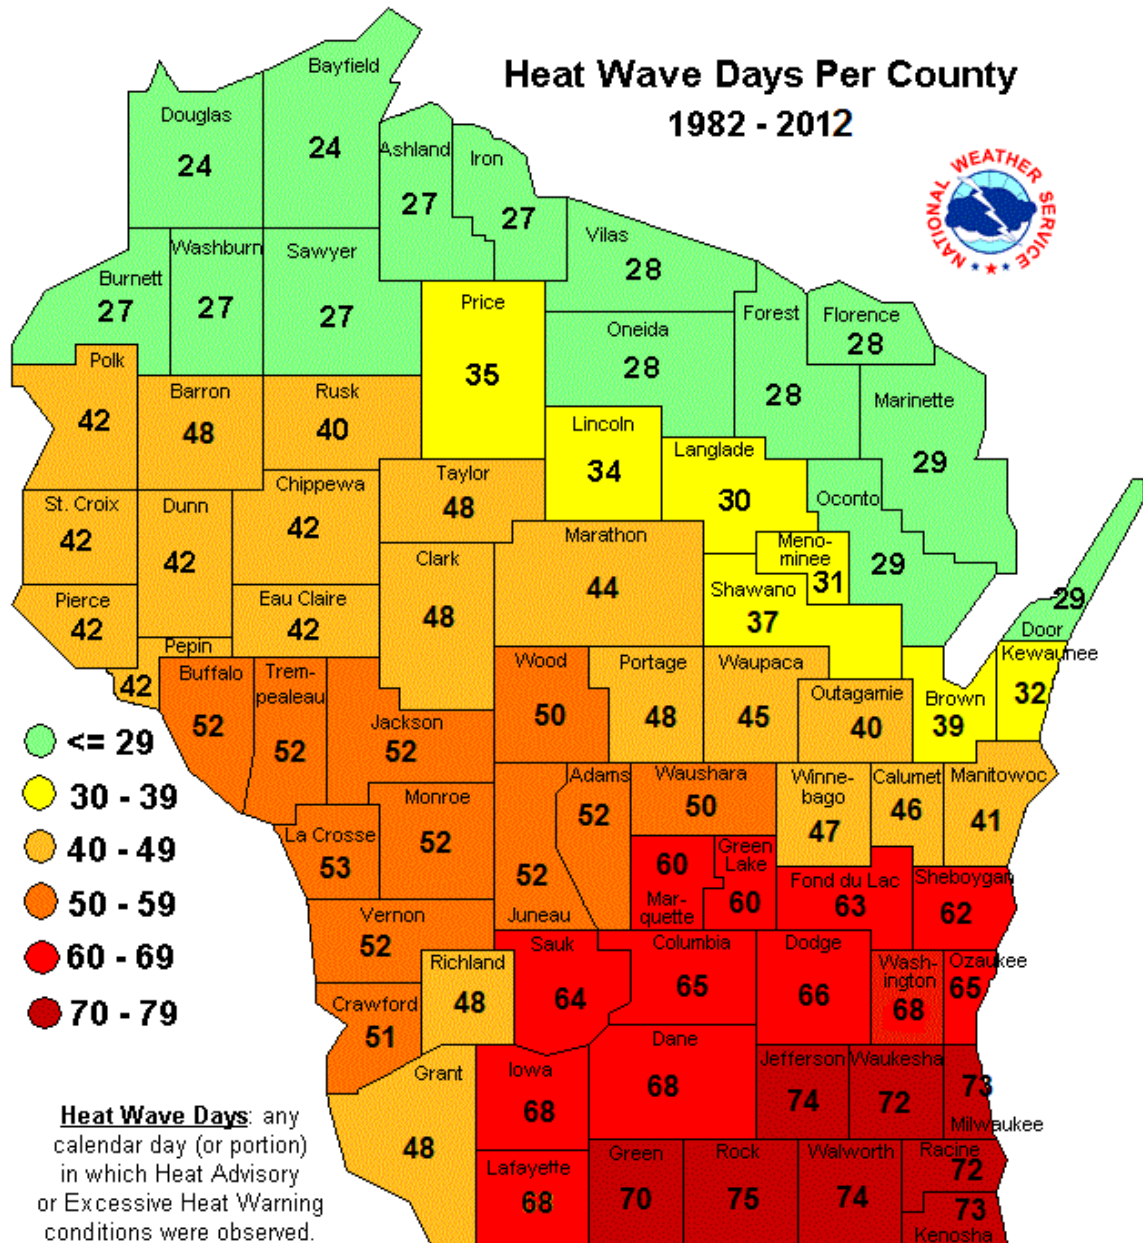 Heat Wave Days Per County
1982 - 2012
NATIONAL WEATHER SERVICE
Bayfield
24
Douglas
24
Ashland
27
Iron
27
Vilas
28
Burnett
27
Washburn
27
Sawyer
27
Price
35
Oneida
28
Forest
28
Florence
28
Marinette
29
Polk
42
Barron
48
Rusk
40
Lincoln
34
Langlade
30
Oconto
29
St. Croix
42
Dunn
42
Chippewa
42
Taylor
48
Clark
48
Marathon
44
Meno-
minee
31
Shawano
37
Door
29
Pierce
42
Pepin
42
Eau Claire
42
Buffalo
52
Trem-
pealeau
52
Jackson
52
Wood
50
Portage
48
Waupaca
45
Outagamie
40
Brown
39
Kewaunee
32
Monroe
52
La Crosse
53
Juneau
52
Adams
52
Waushara
50
Winne-
bago
47
Calumet
46
Manitowoc
41
Vernon
52
Mar-
quette
60
Green
Lake
60
Fond du Lac
63
Sheboygan
62
Crawford
51
Richland
48
Sauk
64
Columbia
65
Dodge
66
Wash-
ington
68
Ozaukee
65
Grant
48
Iowa
68
Dane
68
Jefferson
74
Waukesha
72
Milwaukee
73
Lafayette
68
Green
70
Rock
75
Walworth
74
Racine
72
Kenosha
73
<= 29
30 - 39
40 - 49
50 - 59
60 - 69
70 - 79
Heat Wave Days: any
calendar day (or portion)
in which Heat Advisory
or Excessive Heat Warning
conditions were observed.